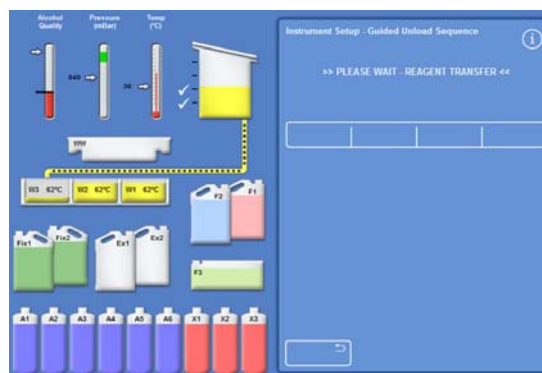 Alcohol Quality
Pressure (mBar)
Temp (°C)
Instrument Setup - Guided Unload Sequence
i
840
36
>> PLEASE WAIT - REAGENT TRANSFER <<
WW
W3 62°C
W2 62°C
W1 62°C
F2
F1
Fix1
Fix2
Ex1
Ex2
F3
A1
A2
A3
A4
A5
A6
X1
X2
X3